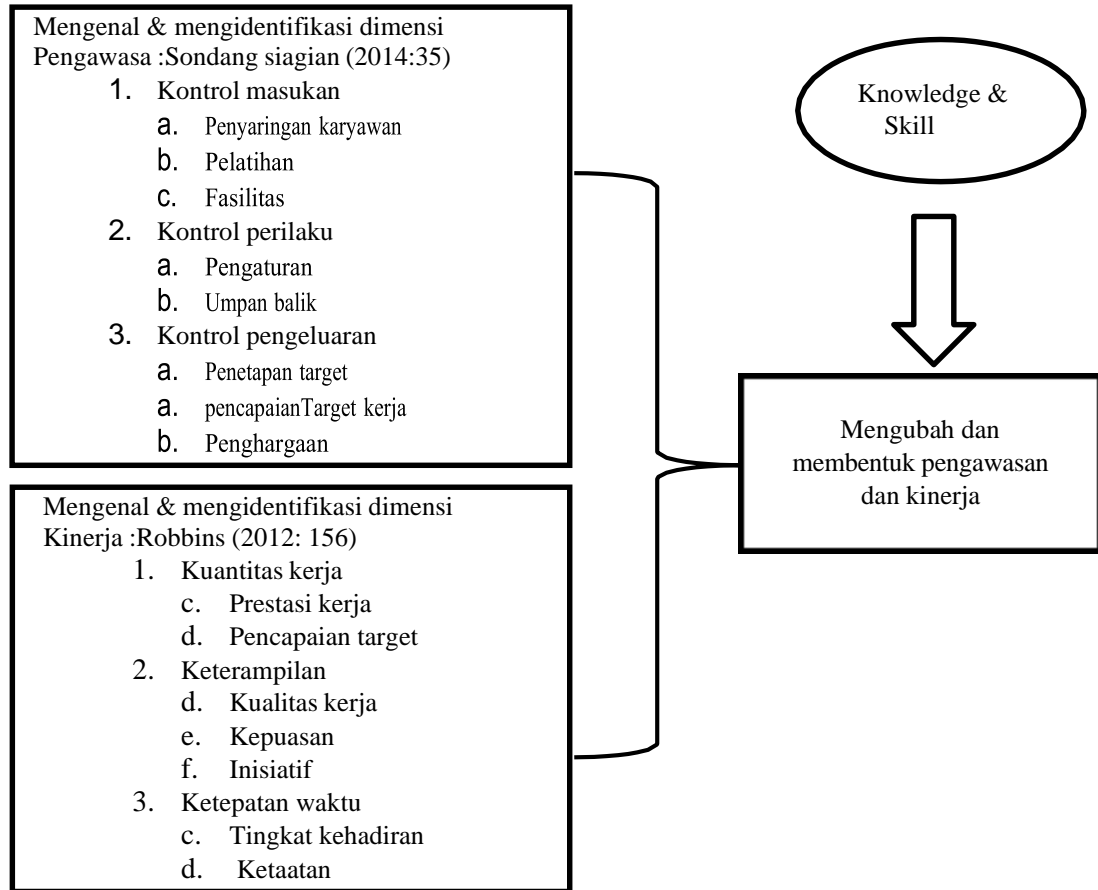 Mengenal & mengidentifikasi dimensi
Pengawasa :Sondang siagian (2014:35)
1. Kontrol masukan
a. Penyaringan karyawan
b. Pelatihan
c. Fasilitas
2. Kontrol perilaku
a. Pengaturan
b. Umpan balik
3. Kontrol pengeluaran
a. Penetapan target
a. pencapaianTarget kerja
b. Penghargaan
Mengenal & mengidentifikasi dimensi
Kinerja :Robbins (2012: 156)
1. Kuantitas kerja
c. Prestasi kerja
d. Pencapaian target
2. Keterampilan
d. Kualitas kerja
e. Kepuasan
f. Inisiatif
3. Ketepatan waktu
c. Tingkat kehadiran
d. Ketaatan
Knowledge &
Skill
Mengubah dan
membentuk pengawasan
dan kinerja